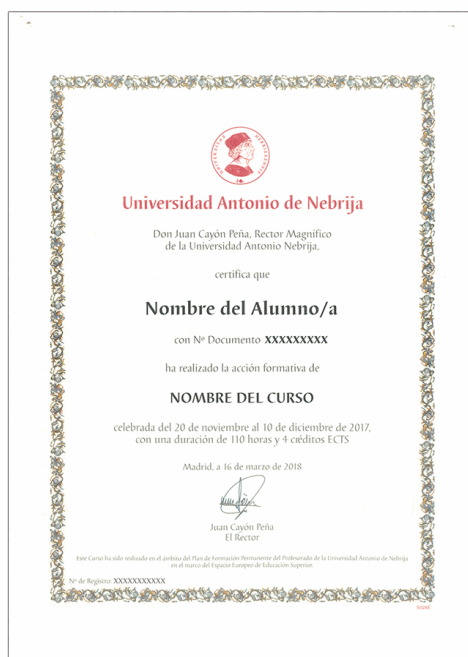 Universidad Antonio de Nebrija
Don Juan Cayón Peña, Rector Magnífico
de la Universidad Antonio Nebrija,
certifica que
Nombre del Alumno/a
con Nº Documento XXXXXXXXX
ha realizado la acción formativa de
NOMBRE DEL CURSO
celebrada del 20 de noviembre al 10 de diciembre de 2017,
con una duración de 110 horas y 4 créditos ECTS
Madrid, a 16 de marzo de 2018
Juan Cayón Peña
El Rector
Este Curso ha sido realizado en el ámbito del Plan de Formación Permanente del Profesorado de la Universidad Antonio de Nebrija
en el marco del Espacio Europeo de Educación Superior.
Nº de Registro: XXXXXXXXXXX